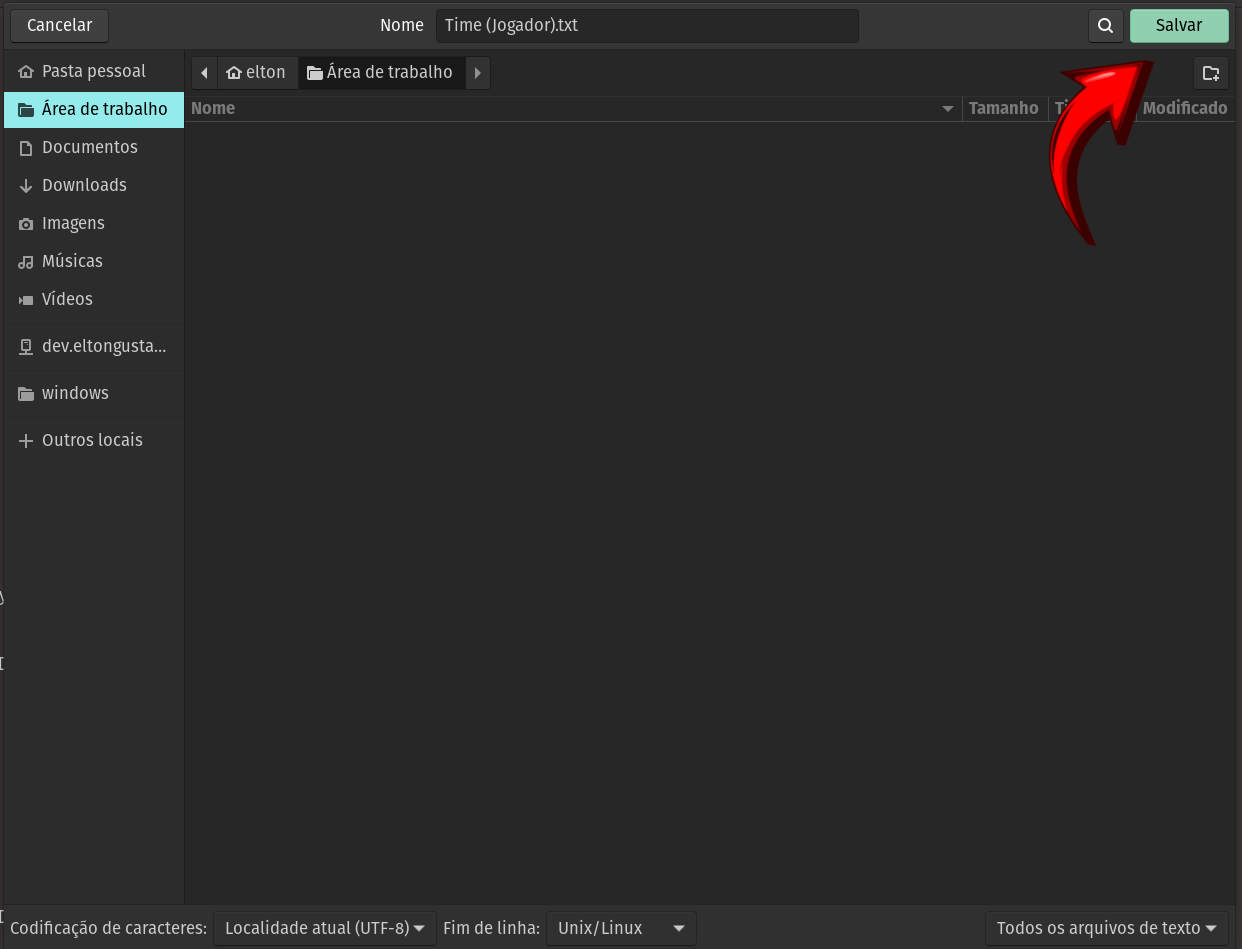 Cancelar
Nome
Time (Jogador).txt
Salvar
Pasta pessoal
elton
Área de trabalho
Área de trabalho
Nome
Tamanho
Modificado
Documentos
Downloads
Imagens
Músicas
Vídeos
dev.eltongusta...
windows
Outros locais
Codificação de caracteres:
Localidade atual (UTF-8)
Fim de linha:
Unix/Linux
Todos os arquivos de texto